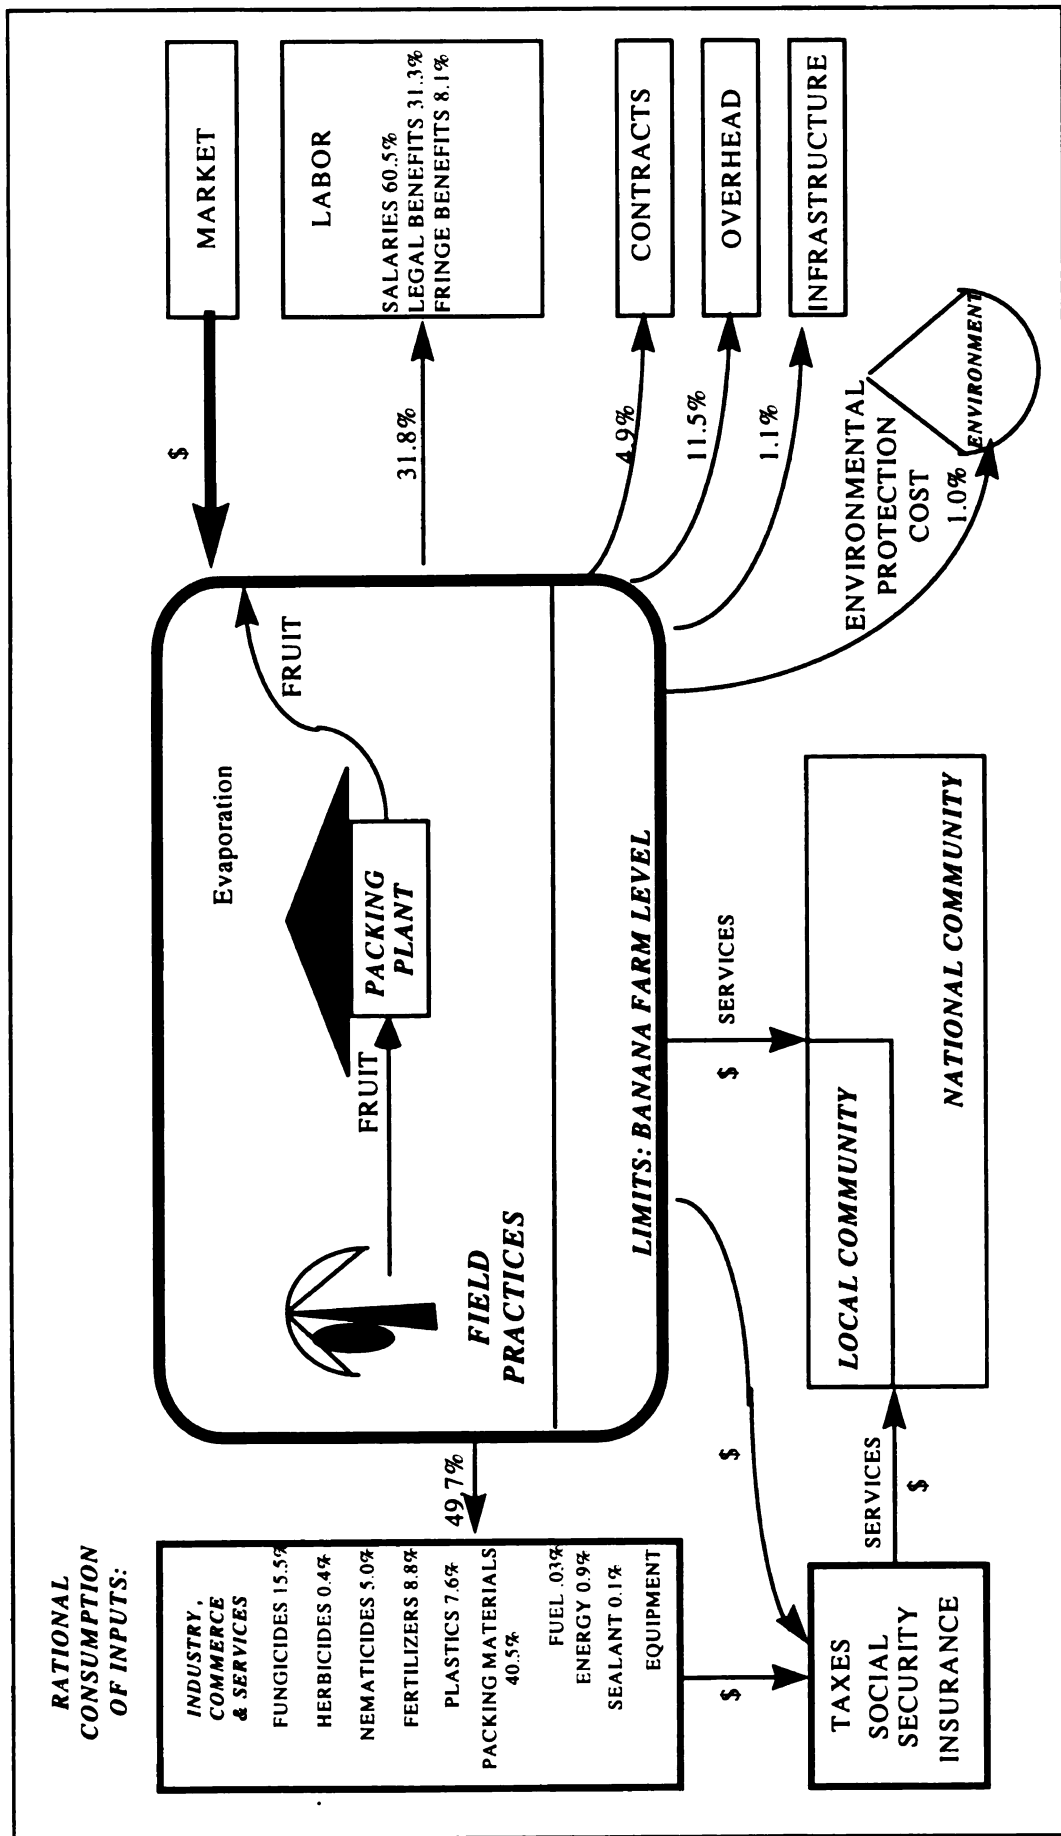 RATIONAL
CONSUMPTION
OF INPUTS:
INDUSTRY,
COMMERCE
& SERVICES
FUNGICIDES 15.5%
HERBICIDES 0.4%
NEMATICIDES 5.0%
FERTILIZERS 8.8%
PLASTICS 7.6%
PACKING MATERIALS
40.5%
FUEL .03%
ENERGY 0.9%
SEALANT 0.1%
EQUIPMENT
49.7%
$
TAXES
SOCIAL
SECURITY
INSURANCE
$
SERVICES
$
FIELD
PRACTICES
FRUIT
PACKING
PLANT
Evaporation
FRUIT
LIMITS: BANANA FARM LEVEL
SERVICES
$
LOCAL COMMUNITY
NATIONAL COMMUNITY
$
MARKET
31.8%
LABOR
SALARIES 60.5%
LEGAL BENEFITS 31.3%
FRINGE BENEFITS 8.1%
4.9%
CONTRACTS
11.5%
OVERHEAD
1.1%
INFRASTRUCTURE
ENVIRONMENTAL
PROTECTION
COST
1.0%
ENVIRONMENT